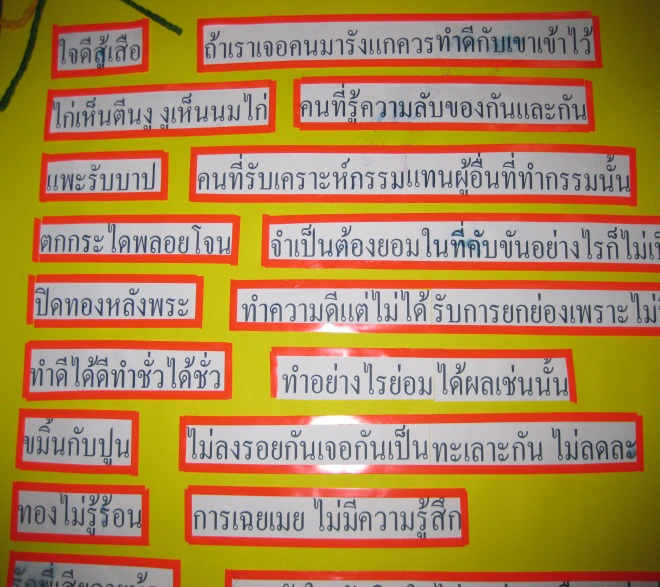 ใจดีสู้เสือ ถ้าเราเจอคนมารังแกควรทำดีกับเขาเข้าไว้
ไก่เห็นตีนงู งูเห็นนมไก่ คนที่รู้ความลับของกันและกัน
แพะรับบาป คนที่รับเคราะห์กรรมแทนผู้อื่นที่ทำกรรมนั้น
ตกกระไดพลอยโจน จำเป็นต้องยอมในที่คับขันอย่างไรก็ไม่
ปิดทองหลังพระ ทำความดีแต่ไม่ได้รับการยกย่องเพราะไม่
ทำดีได้ดีทำชั่วได้ชั่ว ทำอย่างไรย่อมได้ผลเช่นนั้น
ขมิ้นกับปูน ไม่ลงรอยกันเจอกันเป็นทะเลาะกัน ไม่ลดละ
ทองไม่รู้ร้อน การเฉยเมย ไม่มีความรู้สึก